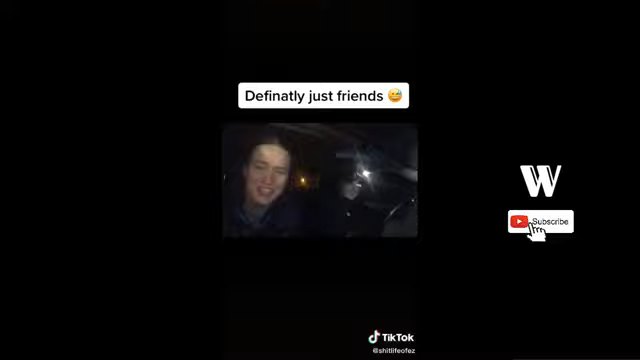 Definatly just friends 😅
W
Subscribe
TikTok
@shitlifeofez